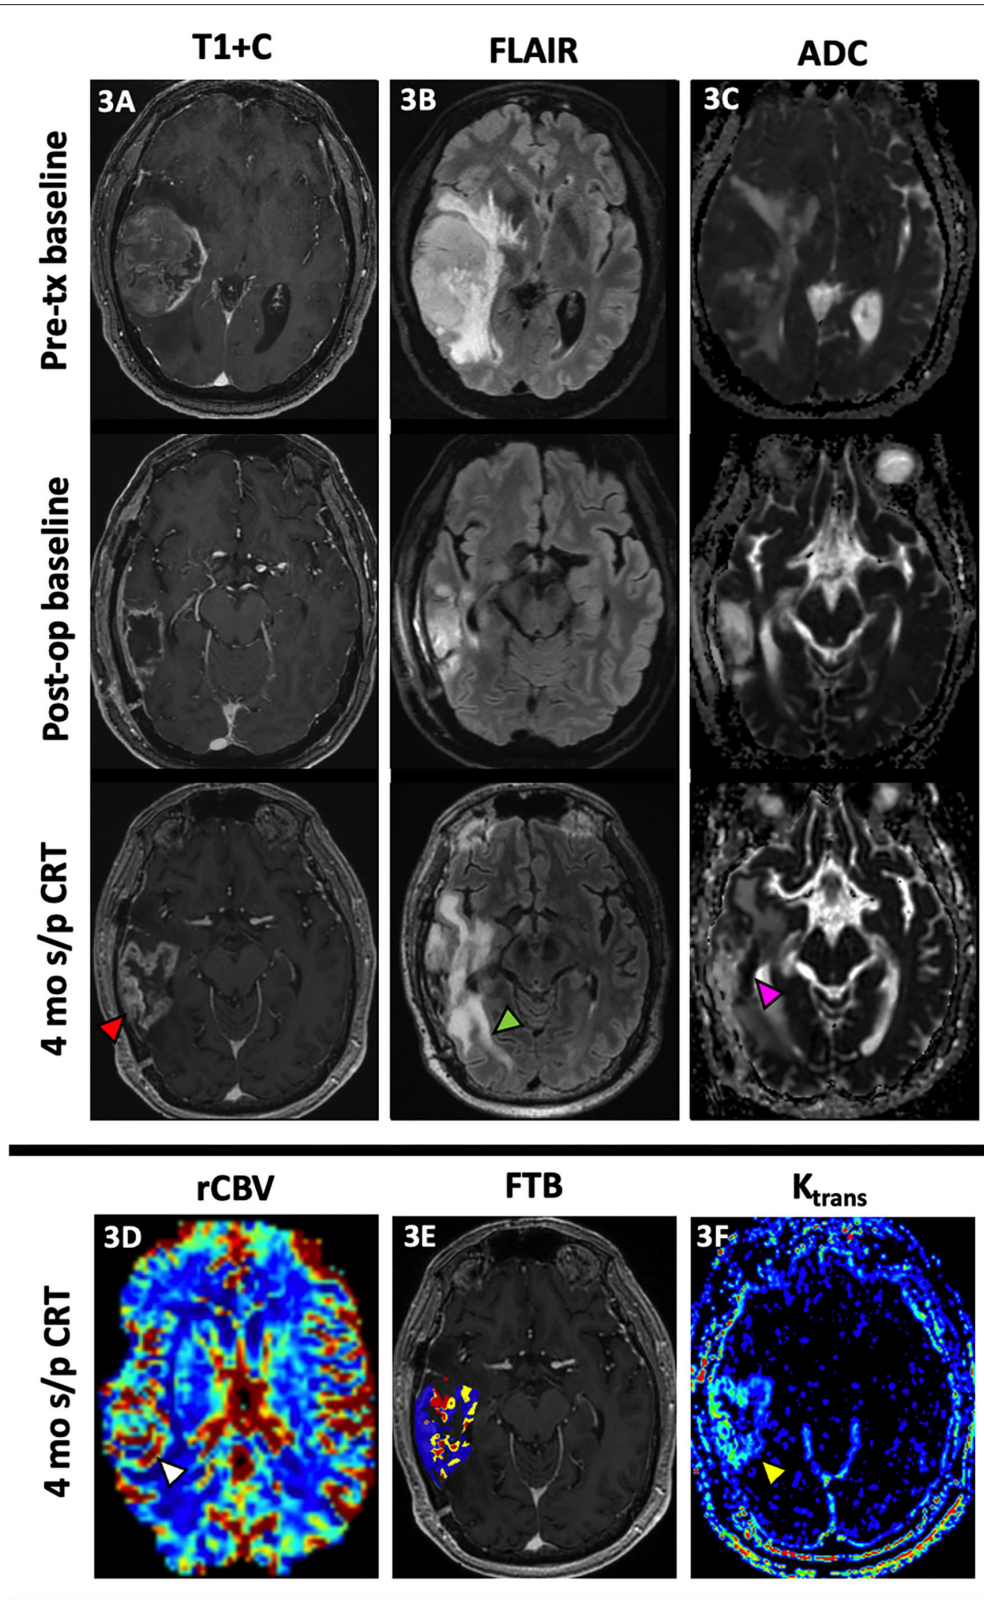 T1+C FLAIR ADC
Pre-tx baseline
3A 3B 3C
Post-op baseline
4 mo s/p CRT
rCBV FTB Ktrans
4 mo s/p CRT
3D 3E 3F